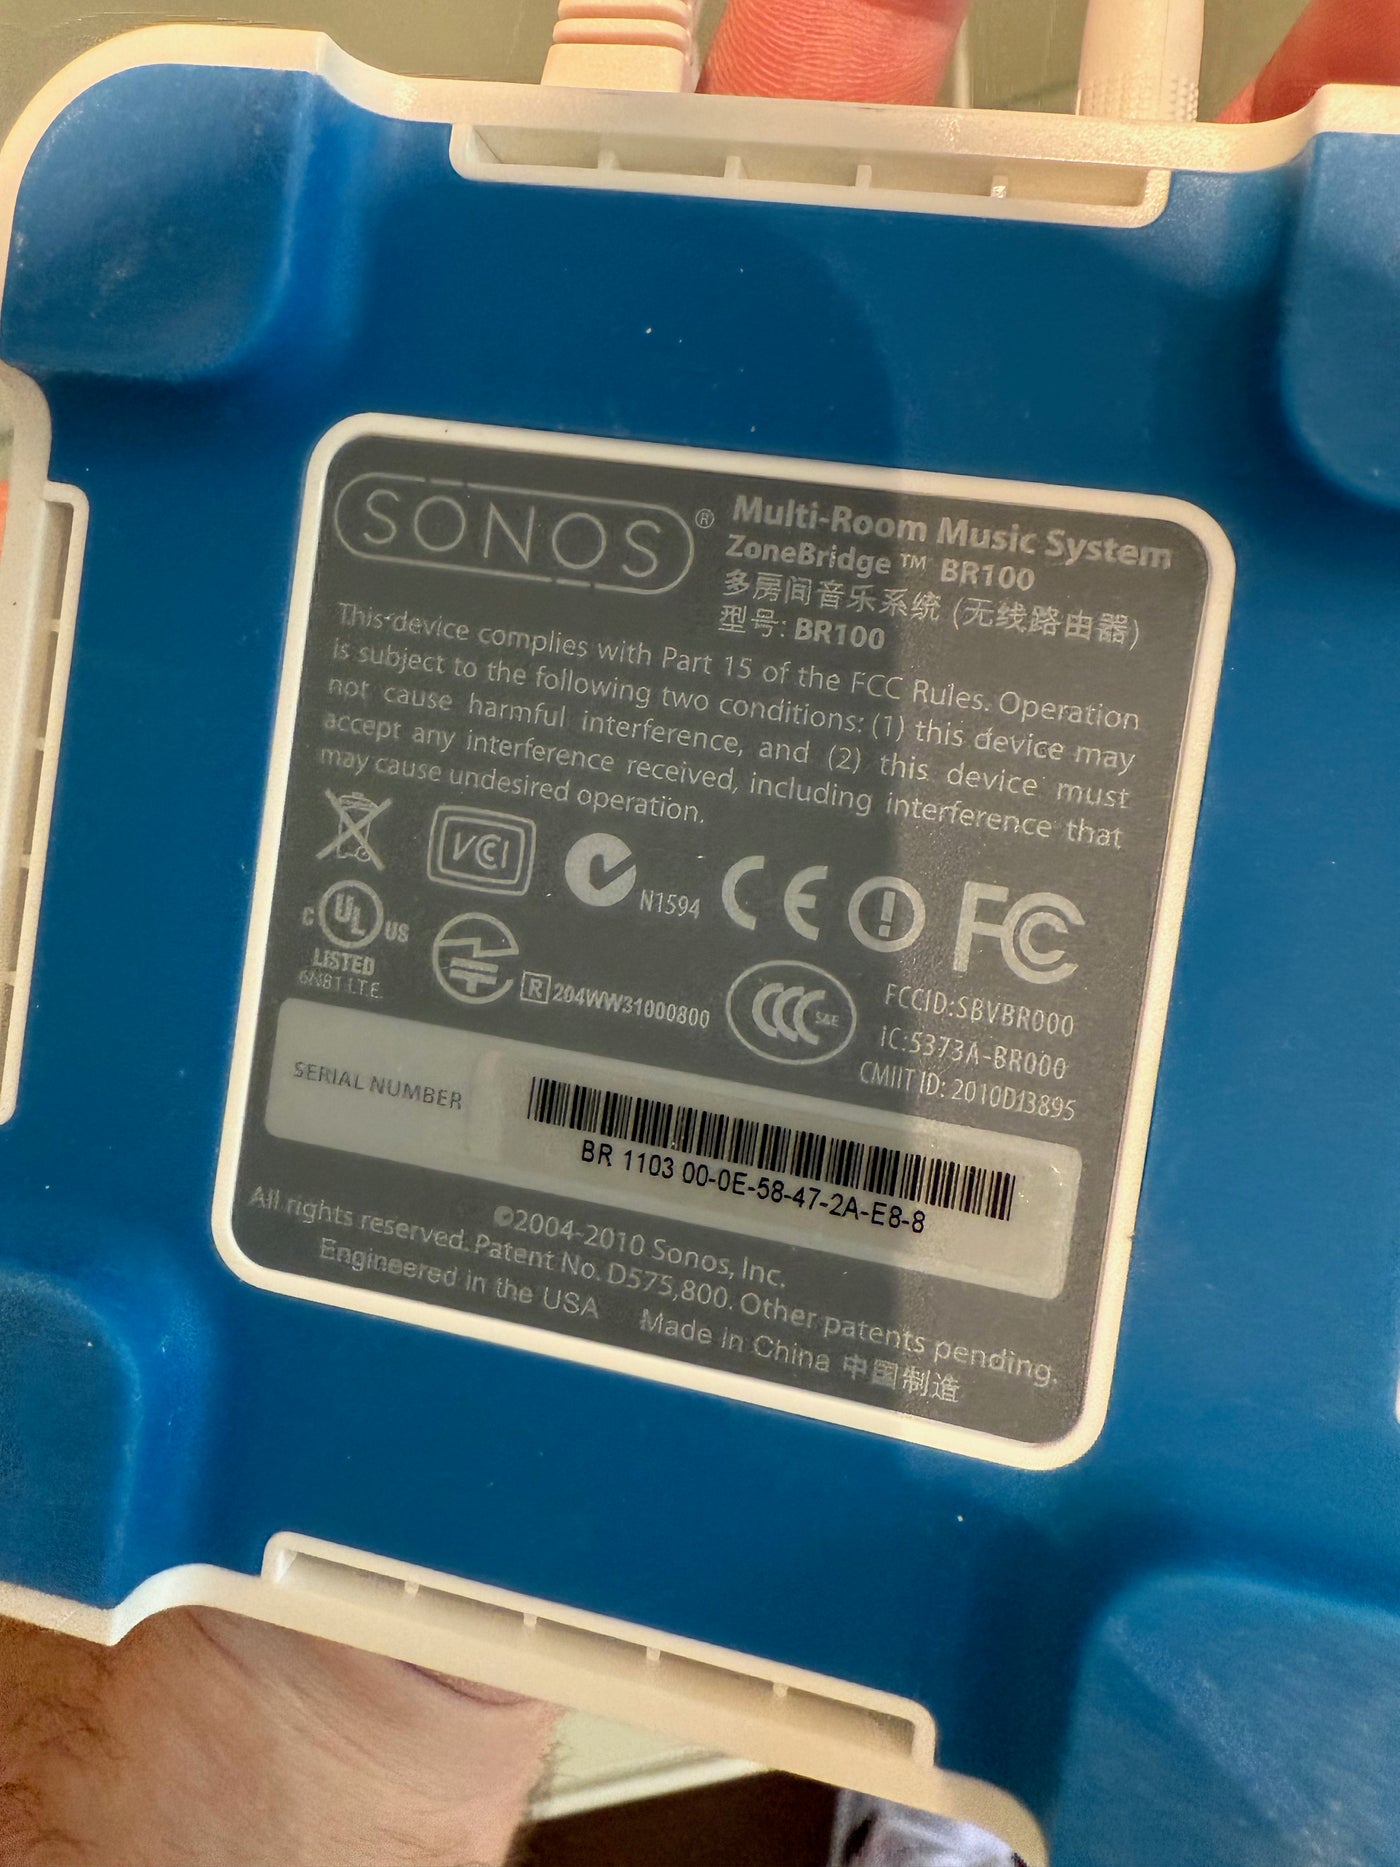 SONOS®
Multi-Room Music System
ZoneBridge™ BR100
多房间音乐系统 (无线路由器)
型号: BR100
This device complies with Part 15 of the FCC Rules. Operation
is subject to the following two conditions: (1) this device may
not cause harmful interference, and (2) this device must
accept any interference received, including interference that
may cause undesired operation.
VCI
N1594
CE
FC
C UL US
LISTED
6N81 I.T.E.
R 204WW31000800
CCC S&E
FCCID:SBVBR000
IC:5373A-BR000
CMIIT ID: 2010DJ3895
SERIAL NUMBER
BR 1103 00-0E-58-47-2A-E8-8
©2004-2010 Sonos, Inc.
All rights reserved. Patent No. D575,800. Other patents pending.
Engineered in the USA Made in China 中国制造